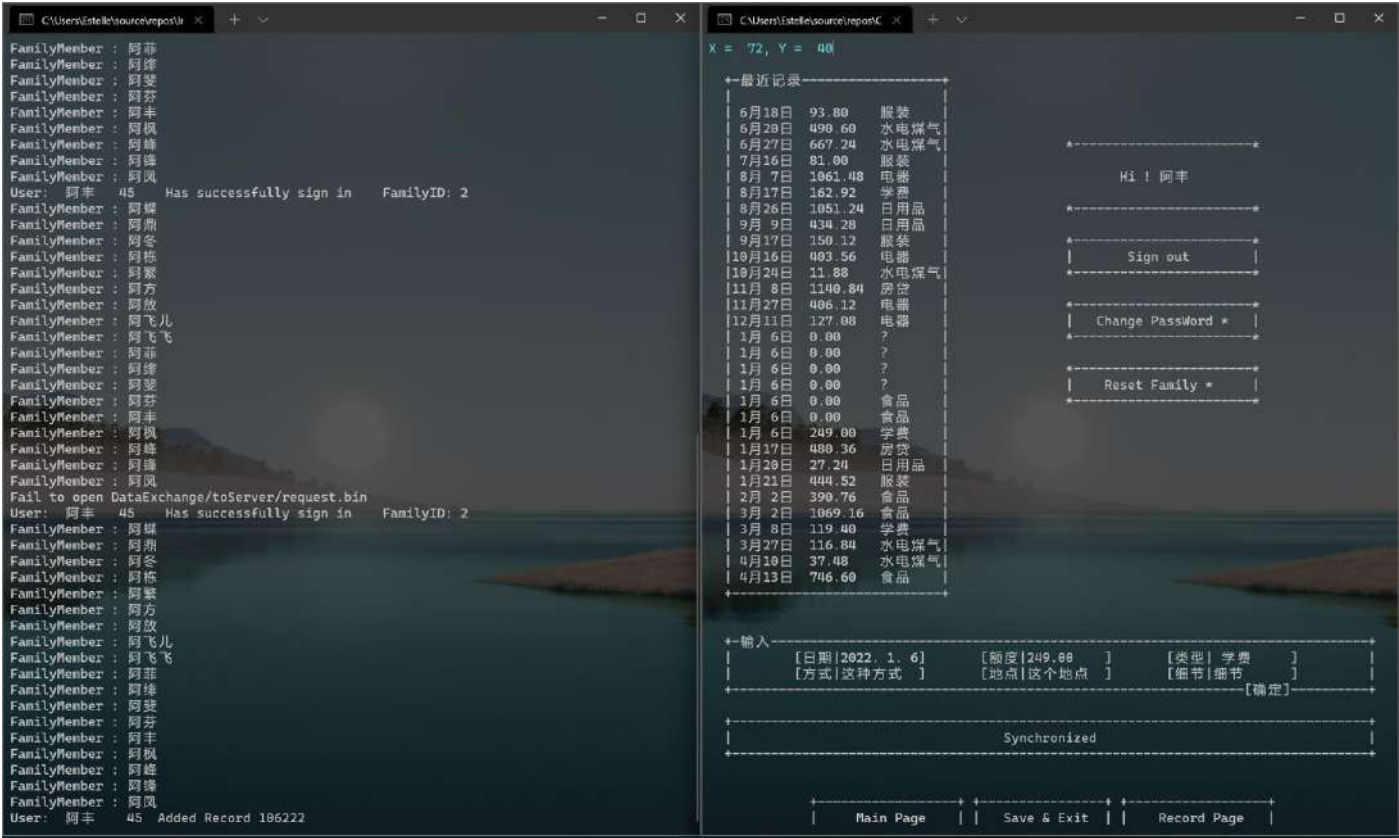 C:\Users\Estelle\source\repos\Ir
FamilyMember : 阿菲
FamilyMember : 阿绯
FamilyMember : 阿斐
FamilyMember : 阿芬
FamilyMember : 阿丰
FamilyMember : 阿枫
FamilyMember : 阿峰
FamilyMember : 阿锋
FamilyMember : 阿凤
User: 阿丰 45 Has successfully sign in FamilyID: 2
FamilyMember : 阿蝶
FamilyMember : 阿鼎
FamilyMember : 阿冬
FamilyMember : 阿栋
FamilyMember : 阿繁
FamilyMember : 阿方
FamilyMember : 阿放
FamilyMember : 阿飞儿
FamilyMember : 阿飞飞
FamilyMember : 阿菲
FamilyMember : 阿绯
FamilyMember : 阿斐
FamilyMember : 阿芬
FamilyMember : 阿丰
FamilyMember : 阿枫
FamilyMember : 阿峰
FamilyMember : 阿锋
FamilyMember : 阿凤
Fail to open DataExchange/toServer/request.bin
User: 阿丰 45 Has successfully sign in FamilyID: 2
FamilyMember : 阿蝶
FamilyMember : 阿鼎
FamilyMember : 阿冬
FamilyMember : 阿栋
FamilyMember : 阿繁
FamilyMember : 阿方
FamilyMember : 阿放
FamilyMember : 阿飞儿
FamilyMember : 阿飞飞
FamilyMember : 阿菲
FamilyMember : 阿绯
FamilyMember : 阿斐
FamilyMember : 阿芬
FamilyMember : 阿丰
FamilyMember : 阿枫
FamilyMember : 阿峰
FamilyMember : 阿锋
FamilyMember : 阿凤
User: 阿丰 45 Added Record 106222
C:\Users\Estelle\source\repos\C
X = 72, Y = 40
最近记录
6月18日 93.80 服装
6月20日 490.60 水电煤气
6月27日 667.24 水电煤气
7月16日 81.00 服装
8月 7日 1061.48 电器
8月17日 162.92 学费
8月26日 1051.24 日用品
9月 9日 434.28 日用品
9月17日 150.12 服装
10月16日 403.56 电器
10月24日 11.88 水电煤气
11月 8日 1140.84 房贷
11月27日 406.12 电器
12月11日 127.08 电器
1月 6日 0.00 ?
1月 6日 0.00 ?
1月 6日 0.00 ?
1月 6日 0.00 ?
1月 6日 0.00 食品
1月 6日 0.00 食品
1月 6日 249.00 学费
1月17日 480.36 房贷
1月20日 27.24 日用品
1月21日 444.52 服装
2月 2日 390.76 食品
3月 2日 1069.16 食品
3月 8日 119.40 学费
3月27日 116.84 水电煤气
4月10日 37.48 水电煤气
4月13日 746.60 食品
Hi ! 阿丰
Sign out
Change PassWord *
Reset Family *
输入
[日期|2022. 1. 6] [额度|249.00 ] [类型| 学费 ]
[方式|这种方式 ] [地点|这个地点 ] [细节|细节 ]
[确定]
Synchronized
Main Page | | Save & Exit | | Record Page